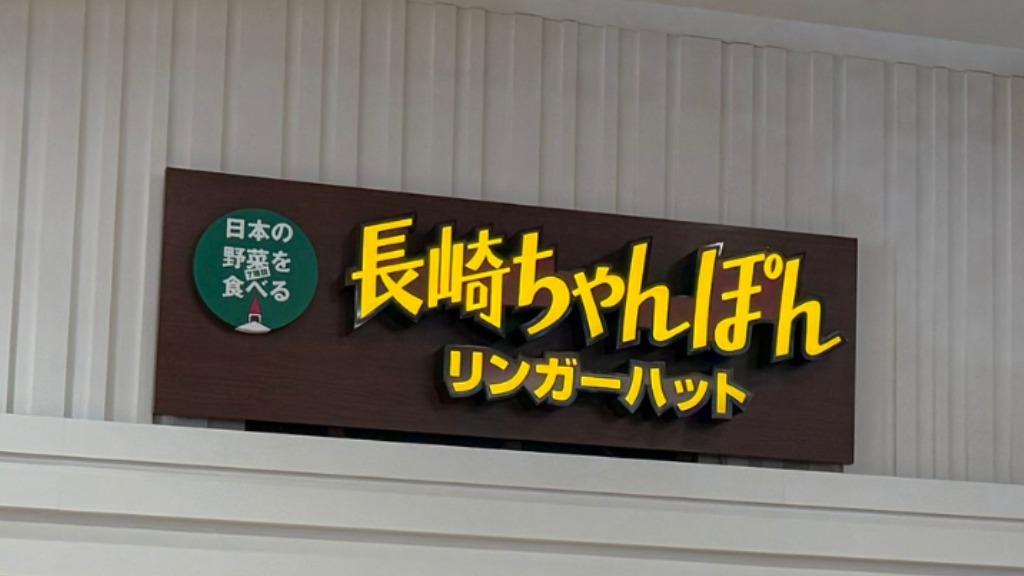 日本の
野菜を
食べる
長崎ちゃんぽん
リンガーハット